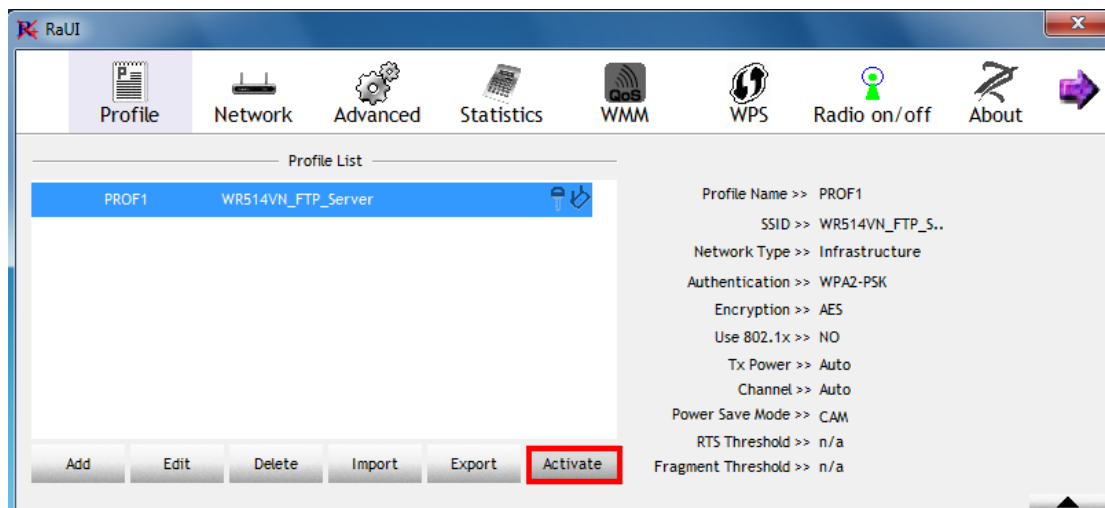 RaUI
Profile Network Advanced Statistics QoS WMM WPS Radio on/off About
Profile List
PROF1 WR514VN_FTP_Server
Profile Name >> PROF1
SSID >> WR514VN_FTP_S..
Network Type >> Infrastructure
Authentication >> WPA2-PSK
Encryption >> AES
Use 802.1x >> NO
Tx Power >> Auto
Channel >> Auto
Power Save Mode >> CAM
RTS Threshold >> n/a
Fragment Threshold >> n/a
Add Edit Delete Import Export Activate